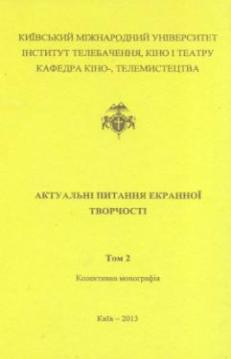 КИЇВСЬКИЙ МІЖНАРОДНИЙ УНІВЕРСИТЕТ
ІНСТИТУТ ТЕЛЕБАЧЕННЯ, КІНО І ТЕАТРУ
КАФЕДРА КІНО-, ТЕЛЕМИСТЕЦТВА
АКТУАЛЬНІ ПИТАННЯ ЕКРАННОЇ
ТВОРЧОСТІ
Том 2
Колективна монографія
Київ – 2013